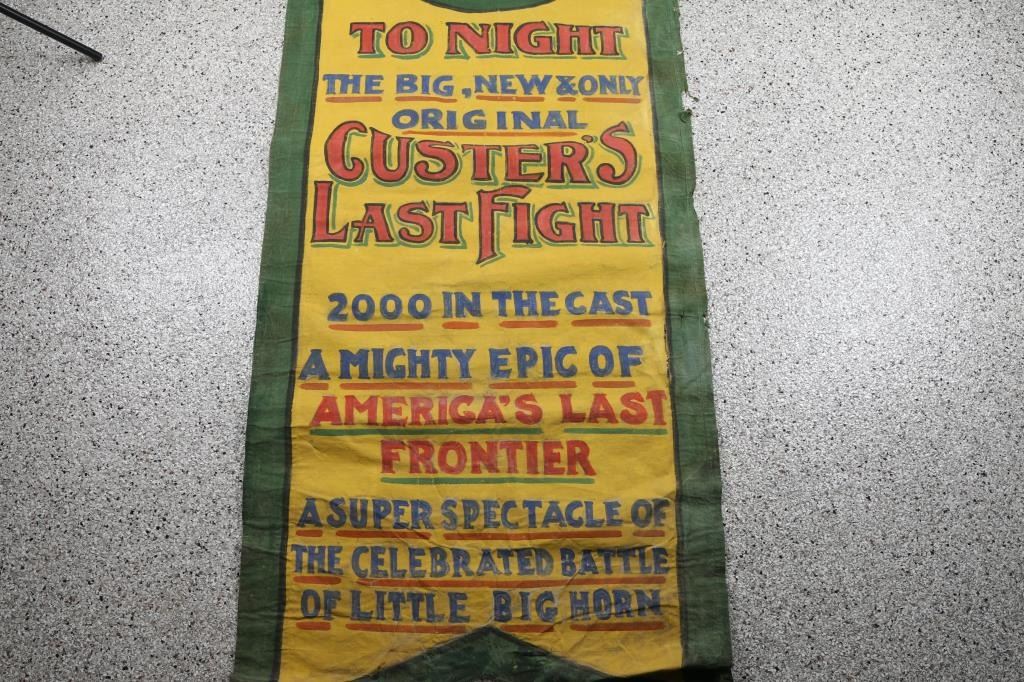 TO NIGHT
THE BIG, NEW & ONLY
ORIGINAL
CUSTER'S
LAST FIGHT
2000 IN THE CAST
A MIGHTY EPIC OF
AMERICA'S LAST
FRONTIER
A SUPER SPECTACLE OF
THE CELEBRATED BATTLE
OF LITTLE BIG HORN